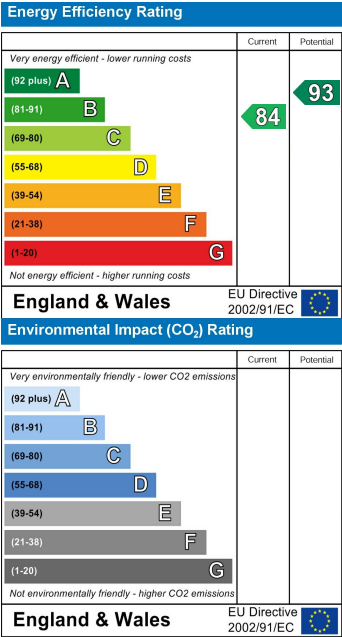 Energy Efficiency Rating
Current Potential
Very energy efficient - lower running costs
(92 plus) A
(81-91) B
(69-80) C
(55-68) D
(39-54) E
(21-38) F
(1-20) G
84
93
Not energy efficient - higher running costs
England & Wales
EU Directive
2002/91/EC
Environmental Impact (CO₂) Rating
Current Potential
Very environmentally friendly - lower CO2 emissions
(92 plus) A
(81-91) B
(69-80) C
(55-68) D
(39-54) E
(21-38) F
(1-20) G
Not environmentally friendly - higher CO2 emissions
England & Wales
EU Directive
2002/91/EC